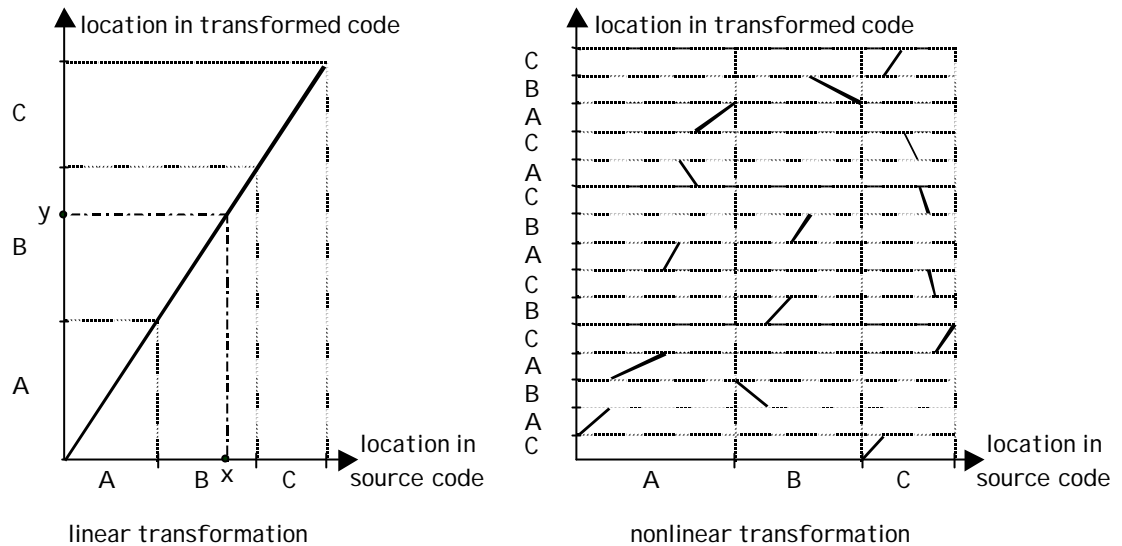 location in transformed code
C
y
B
A
A
B
x
C
location in
source code
linear transformation
location in transformed code
C
B
A
C
A
C
B
A
C
B
C
A
B
A
C
A
B
C
location in
source code
nonlinear transformation